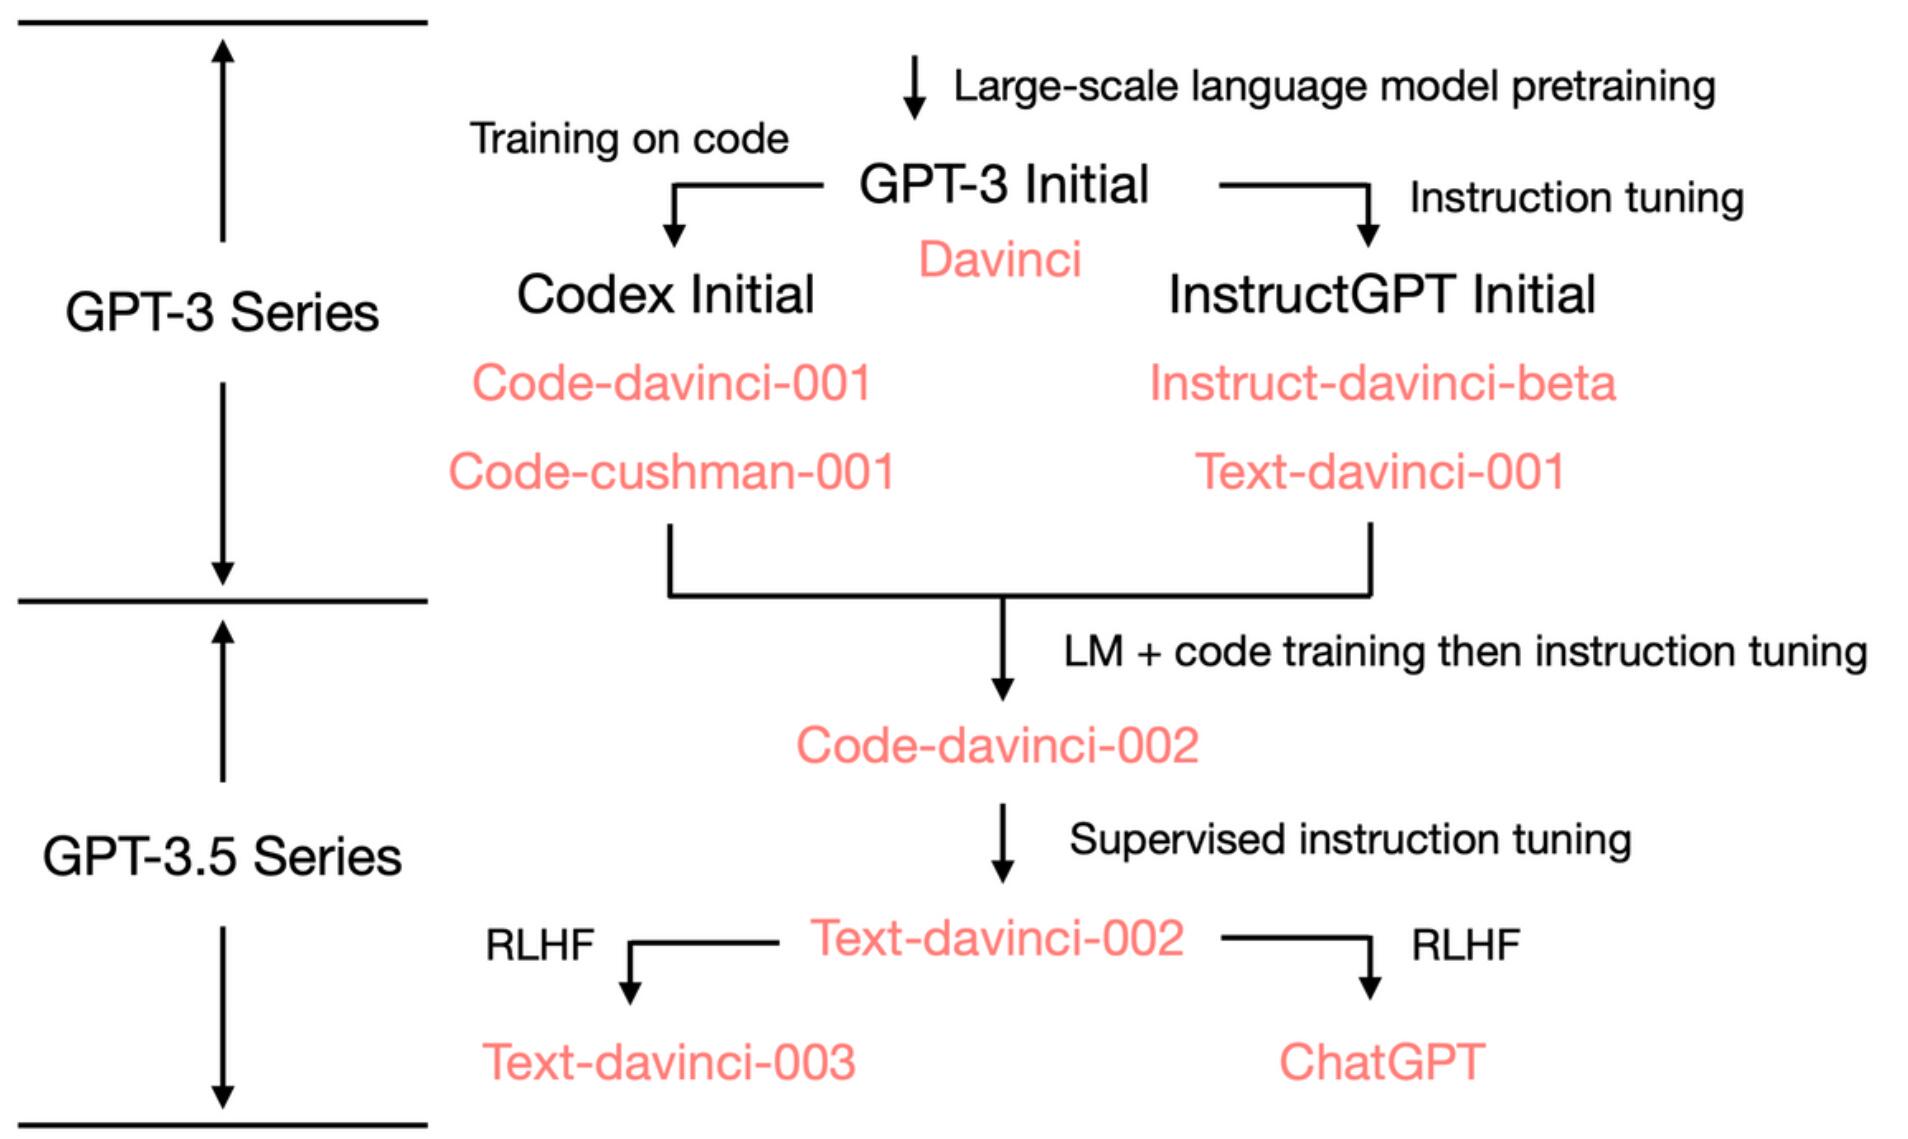 Large-scale language model pretraining
Training on code
GPT-3 Initial
Instruction tuning
Davinci
Codex Initial
InstructGPT Initial
GPT-3 Series
Code-davinci-001
Instruct-davinci-beta
Code-cushman-001
Text-davinci-001
LM + code training then instruction tuning
Code-davinci-002
Supervised instruction tuning
GPT-3.5 Series
RLHF
Text-davinci-002
RLHF
Text-davinci-003
ChatGPT